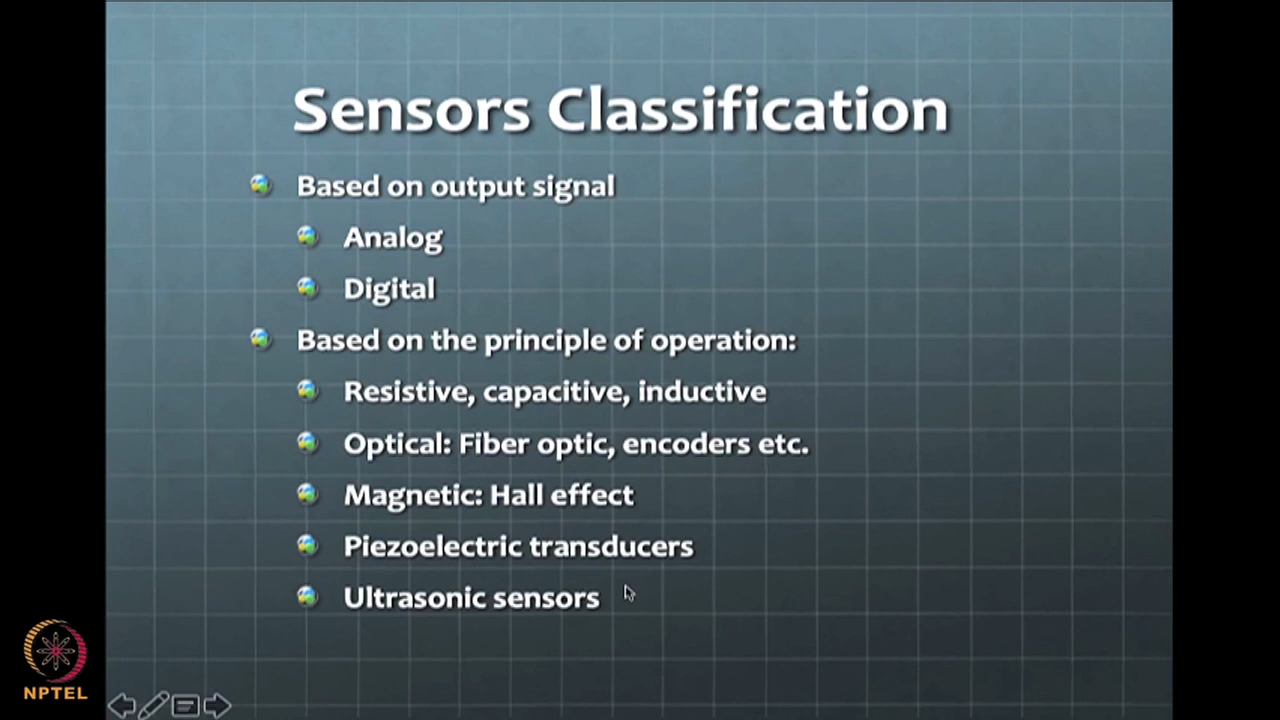 Sensors Classification
Based on output signal
Analog
Digital
Based on the principle of operation:
Resistive, capacitive, inductive
Optical: Fiber optic, encoders etc.
Magnetic: Hall effect
Piezoelectric transducers
Ultrasonic sensors
NPTEL